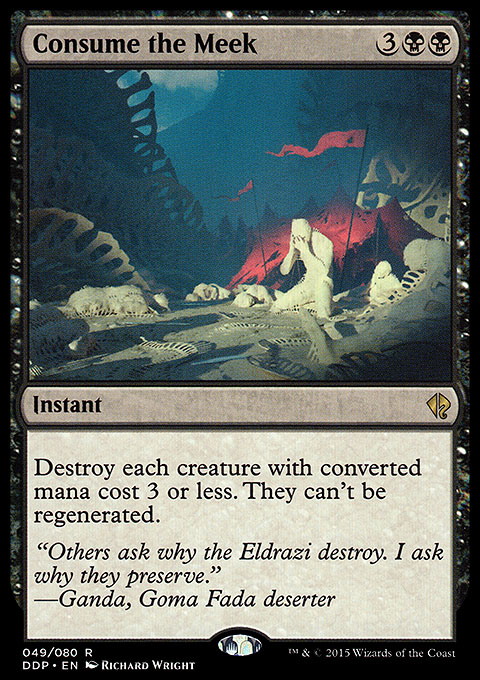 Consume the Meek 3
Instant
Destroy each creature with converted
mana cost 3 or less. They can't be
regenerated.
“Others ask why the Eldrazi destroy. I ask
why they preserve.”
—Ganda, Goma Fada deserter
049/080 R
DDP • EN Richard Wright
™ & © 2015 Wizards of the Coast